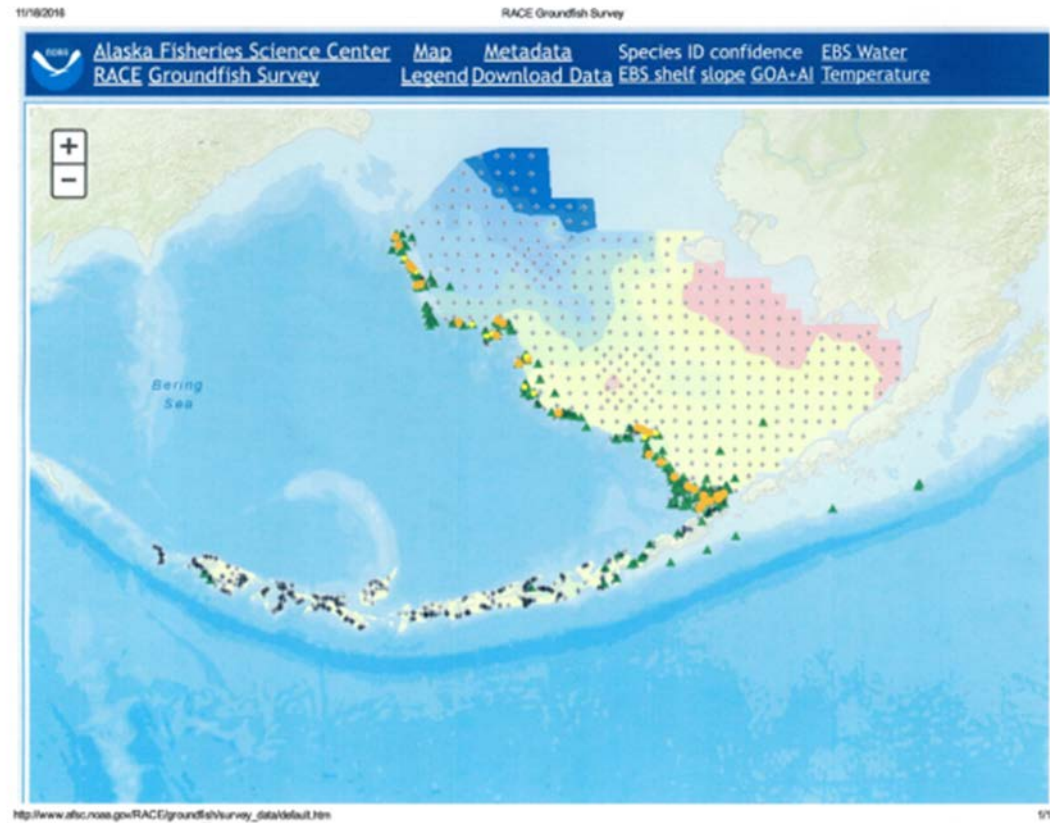 11/18/2016 RACE Groundfish Survey
noaa Alaska Fisheries Science Center Map Metadata Species ID confidence EBS Water
RACE Groundfish Survey Legend Download Data EBS shelf slope GOA+AI Temperature
+
−
Bering
Sea
http://www.afsc.noaa.gov/RACE/groundfish/survey_data/default.htm 1/1